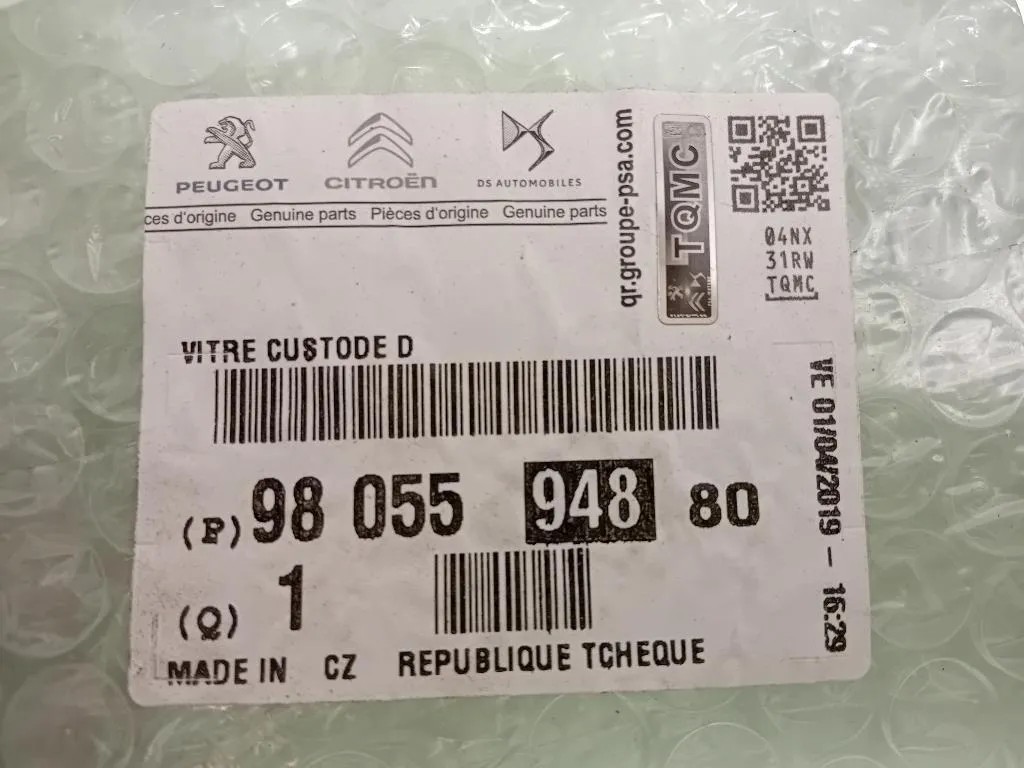 PEUGEOT CITROËN DS AUTOMOBILES
ces d'origine Genuine parts Pièces d'origine Genuine parts
qr.groupe-psa.com
TQMC
04NX
31RW
TQMC
VITRE CUSTODE D
(P) 98 055 948 80
(Q) 1
MADE IN CZ REPUBLIQUE TCHEQUE
VE 01/04/2019 - 16:29